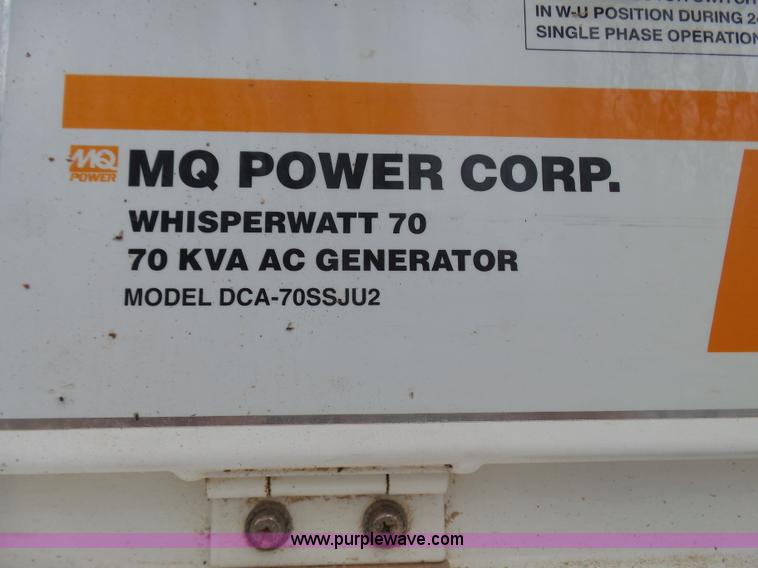 IN W-U POSITION DURING
SINGLE PHASE OPERATION
MQ
POWER
MQ POWER CORP.
WHISPERWATT 70
70 KVA AC GENERATOR
MODEL DCA-70SSJU2
www.purplewave.com